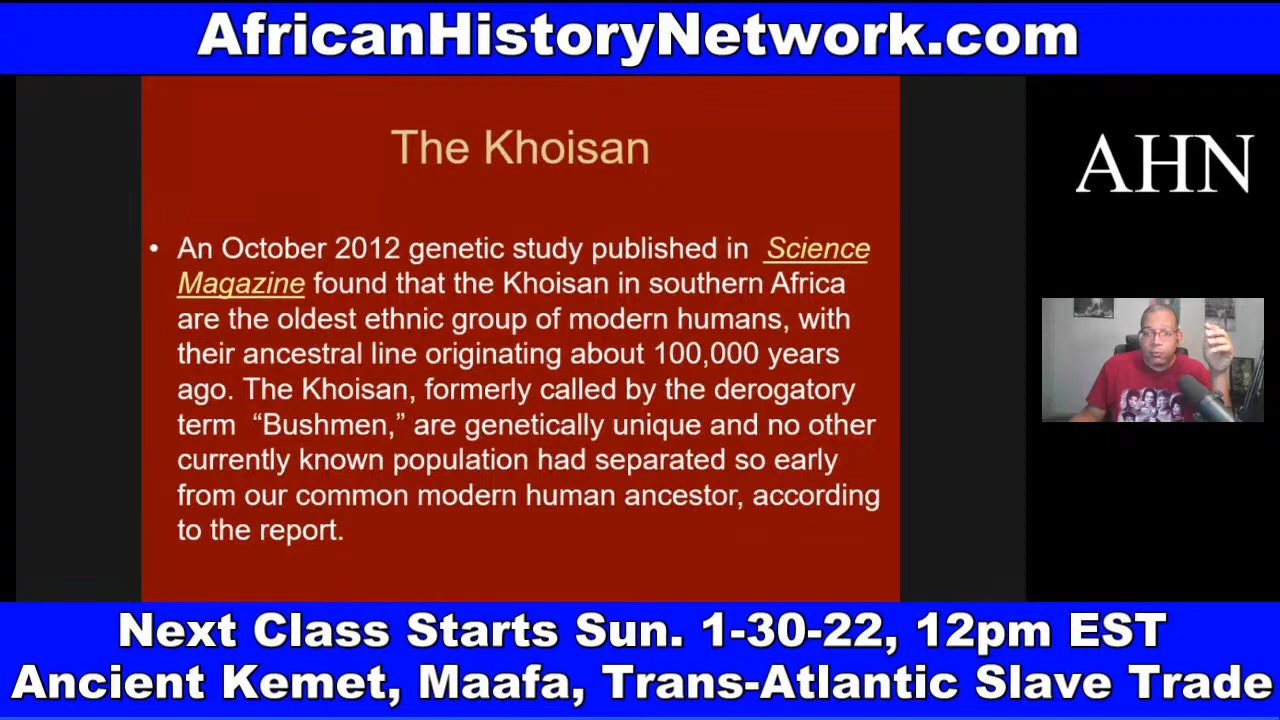 AfricanHistoryNetwork.com
The Khoisan
• An October 2012 genetic study published in Science
Magazine found that the Khoisan in southern Africa
are the oldest ethnic group of modern humans, with
their ancestral line originating about 100,000 years
ago. The Khoisan, formerly called by the derogatory
term “Bushmen,” are genetically unique and no other
currently known population had separated so early
from our common modern human ancestor, according
to the report.
AHN
Next Class Starts Sun. 1-30-22, 12pm EST
Ancient Kemet, Maafa, Trans-Atlantic Slave Trade